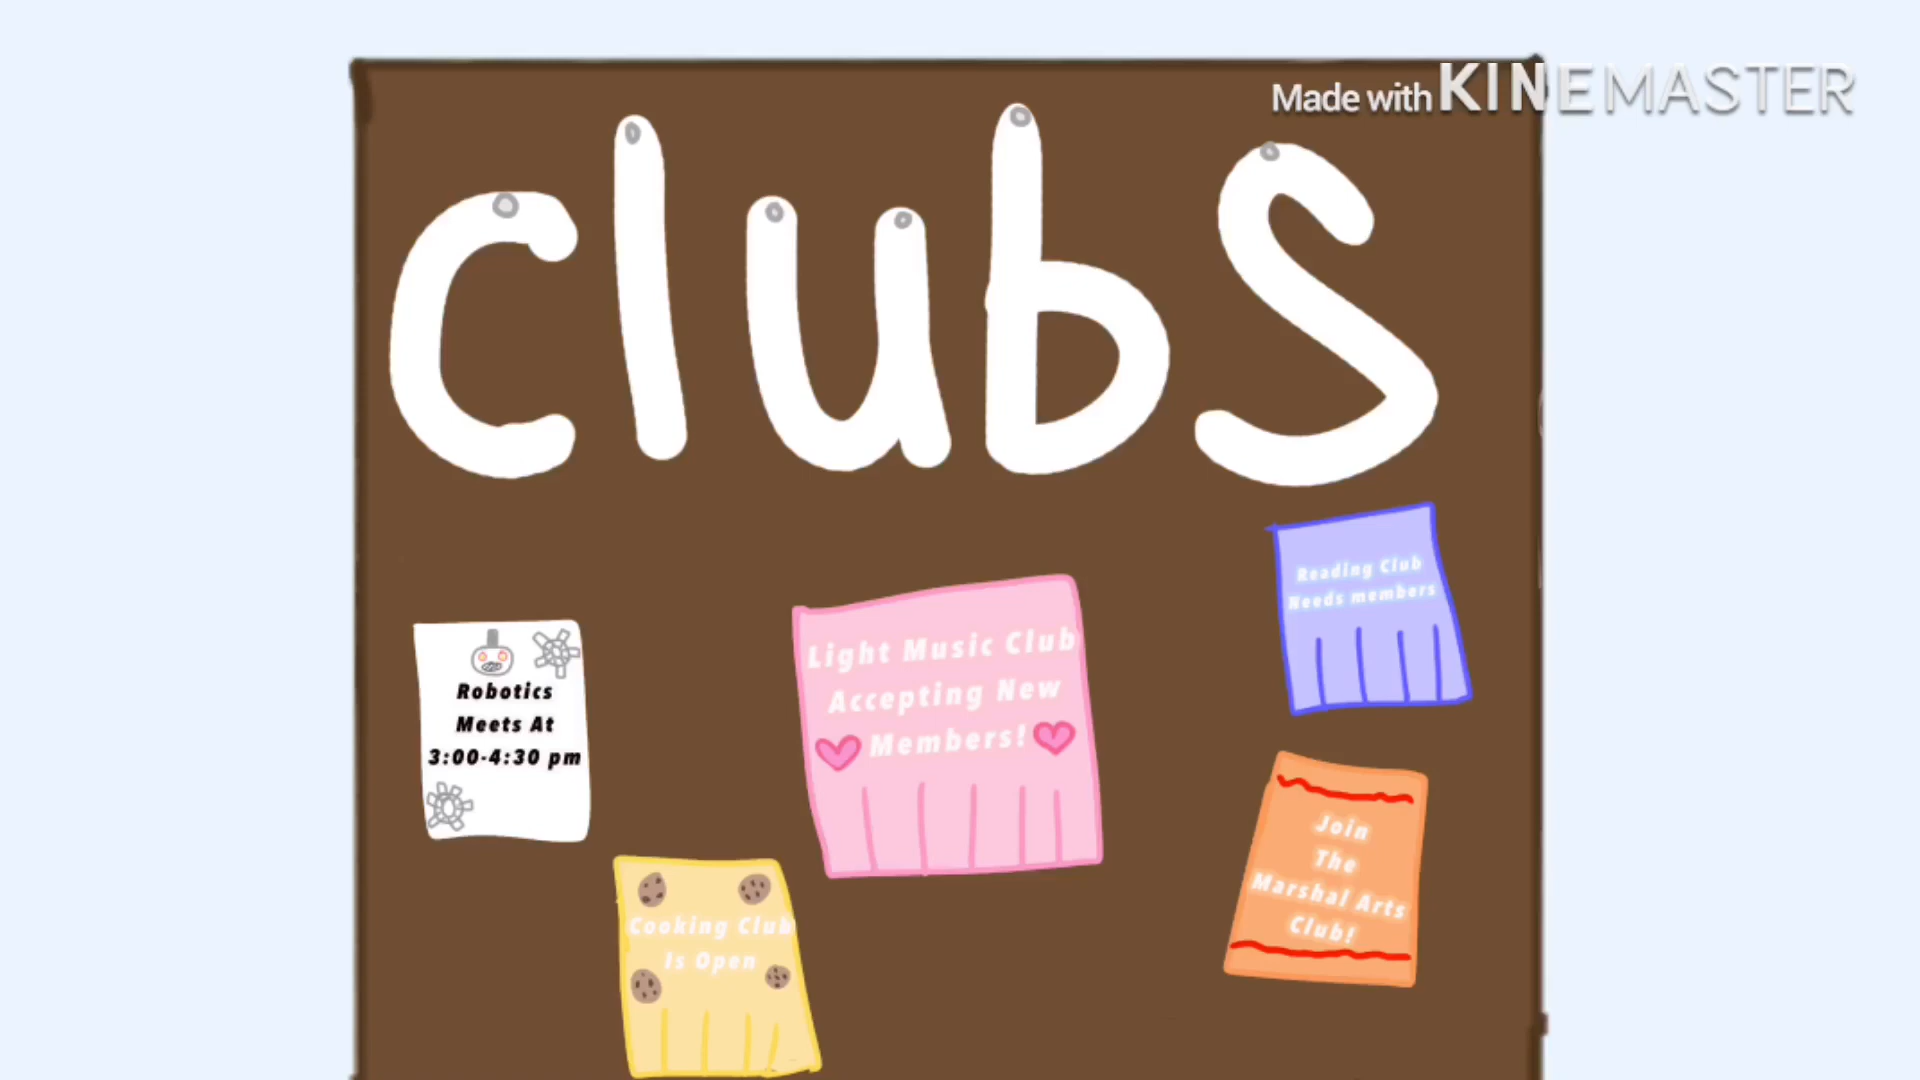 Made with KINEMASTER
clubs
Reading Club
Needs members
Light Music Club
Accepting New
Members!
Robotics
Meets At
3:00-4:30 pm
Join
The
Marshal Arts
Club!
Cooking Club
Is Open